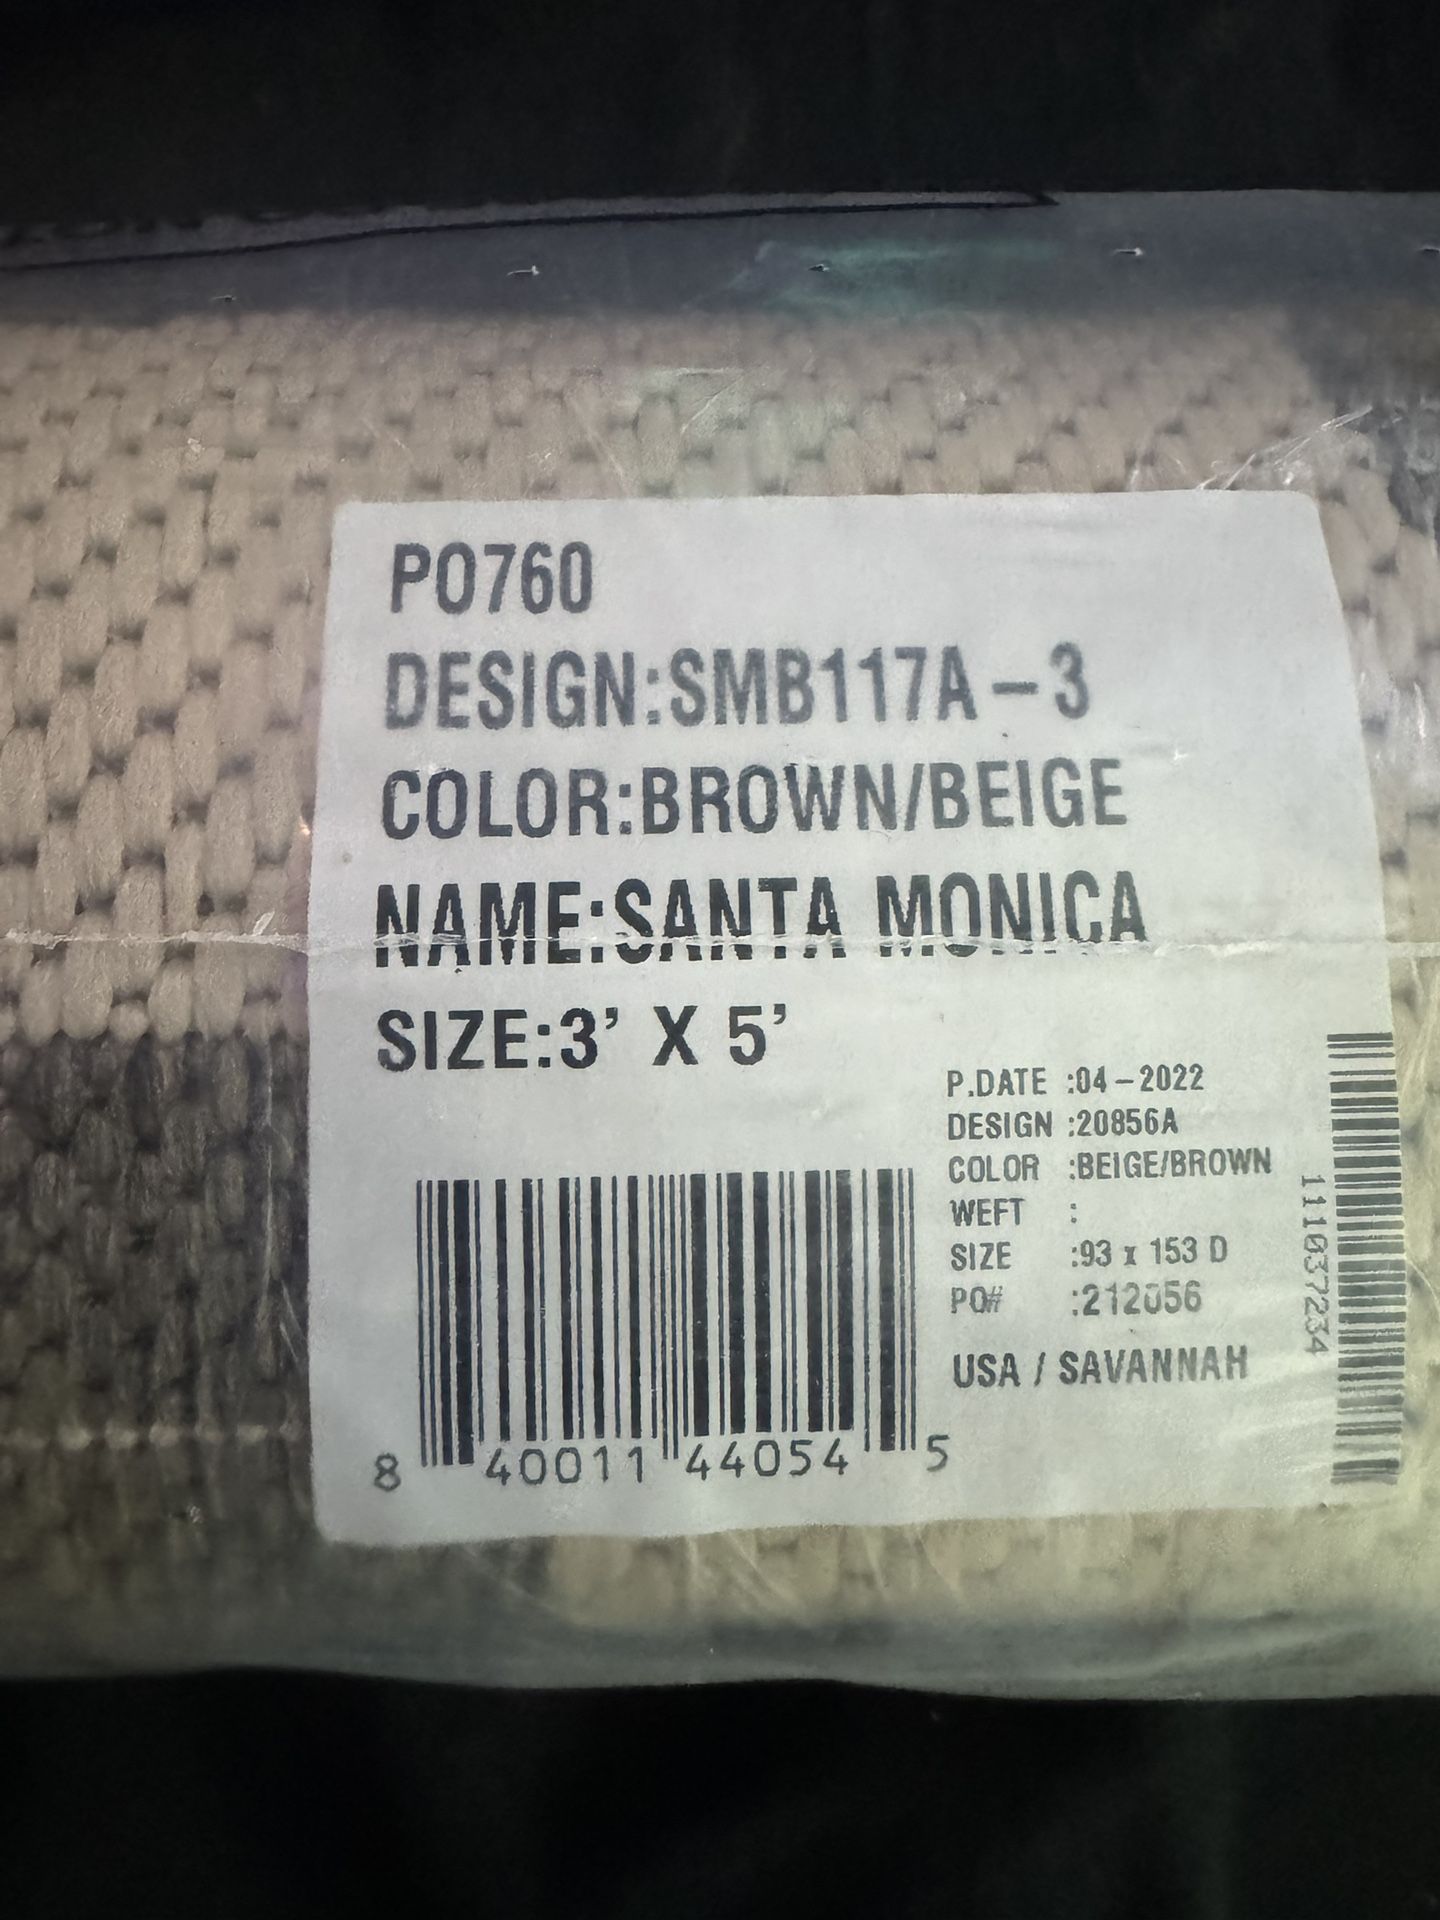 PO760
DESIGN:SMB117A-3
COLOR:BROWN/BEIGE
NAME:SANTA MONICA
SIZE:3' X 5'
P.DATE :04-2022
DESIGN :20856A
COLOR :BEIGE/BROWN
WEFT :
SIZE :93 x 153 D
PO# :212056
USA / SAVANNAH
8 40011 44054 5
111037234